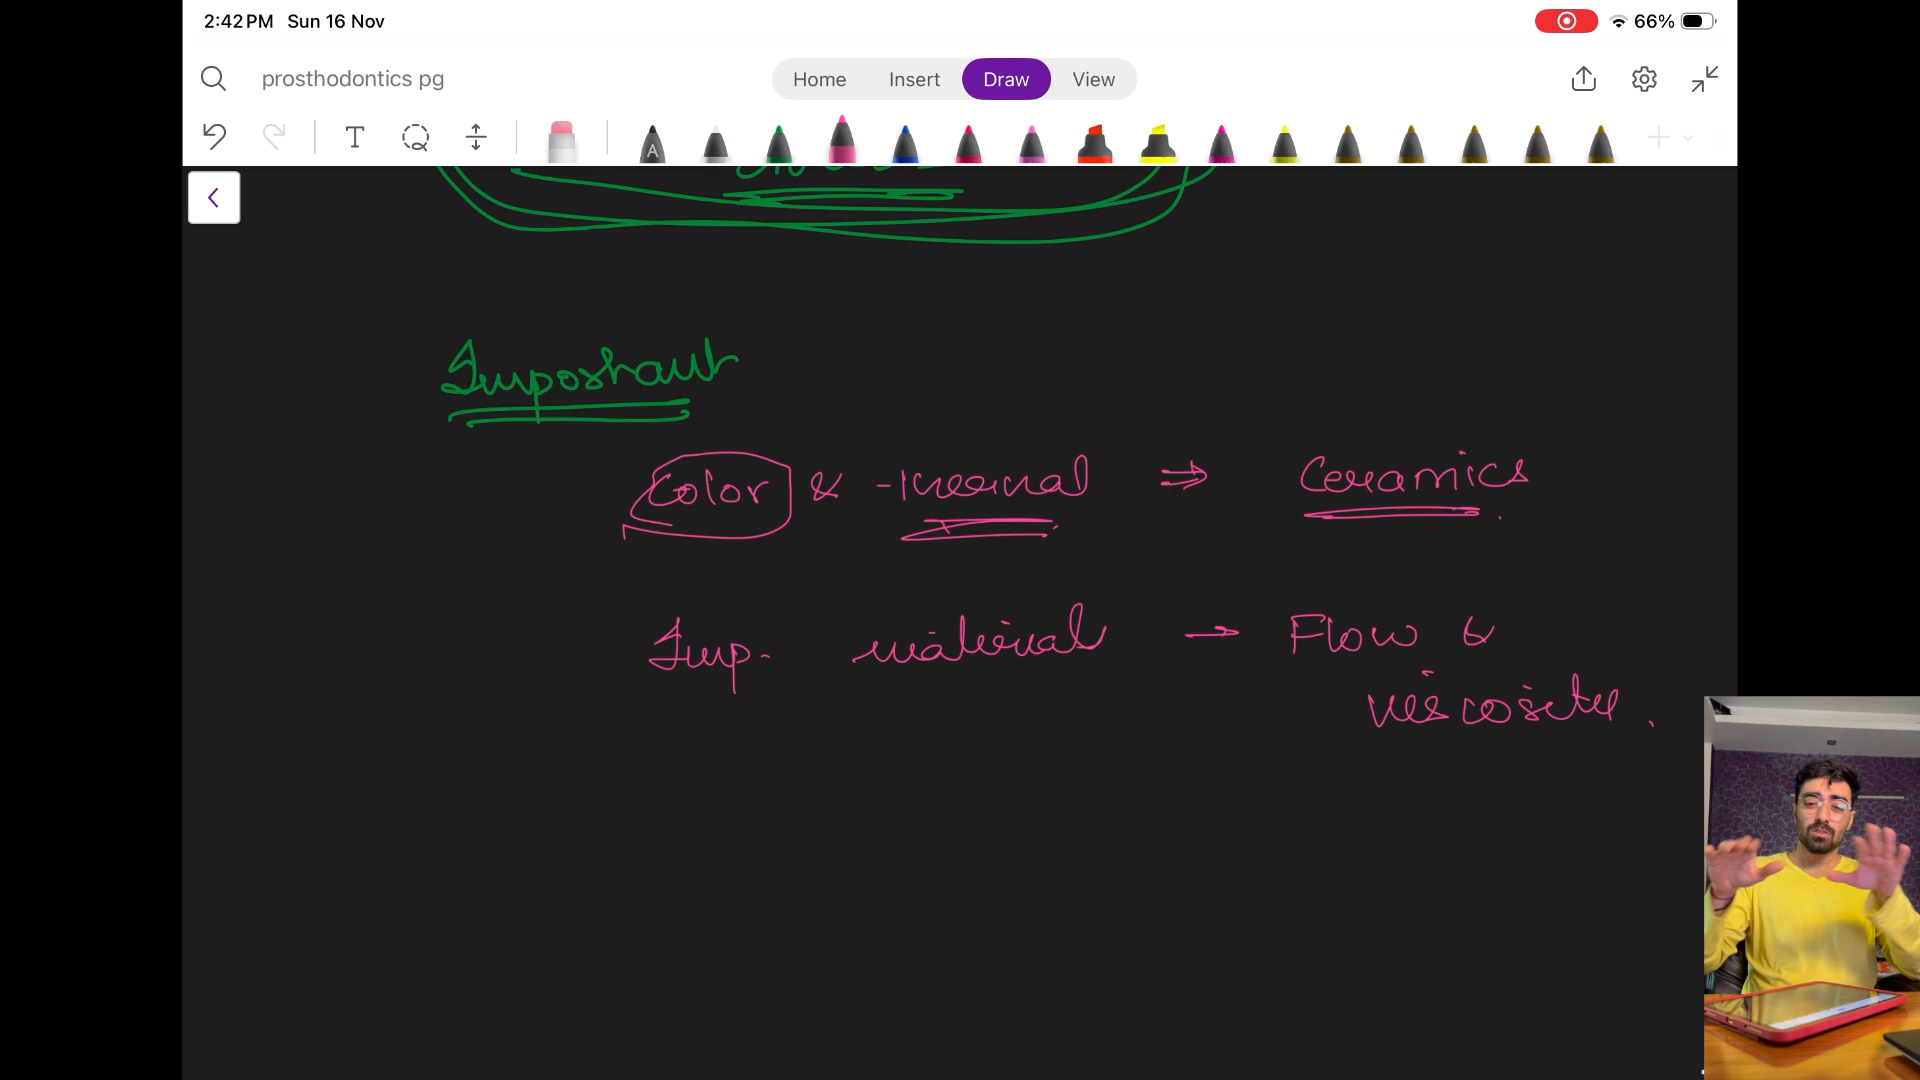 2:42 PM Sun 16 Nov
66%
prosthodontics pg
Home Insert Draw View
T
A
Important
Color & thermal ⇒ Ceramics
Imp. material → Flow &
viscosity.